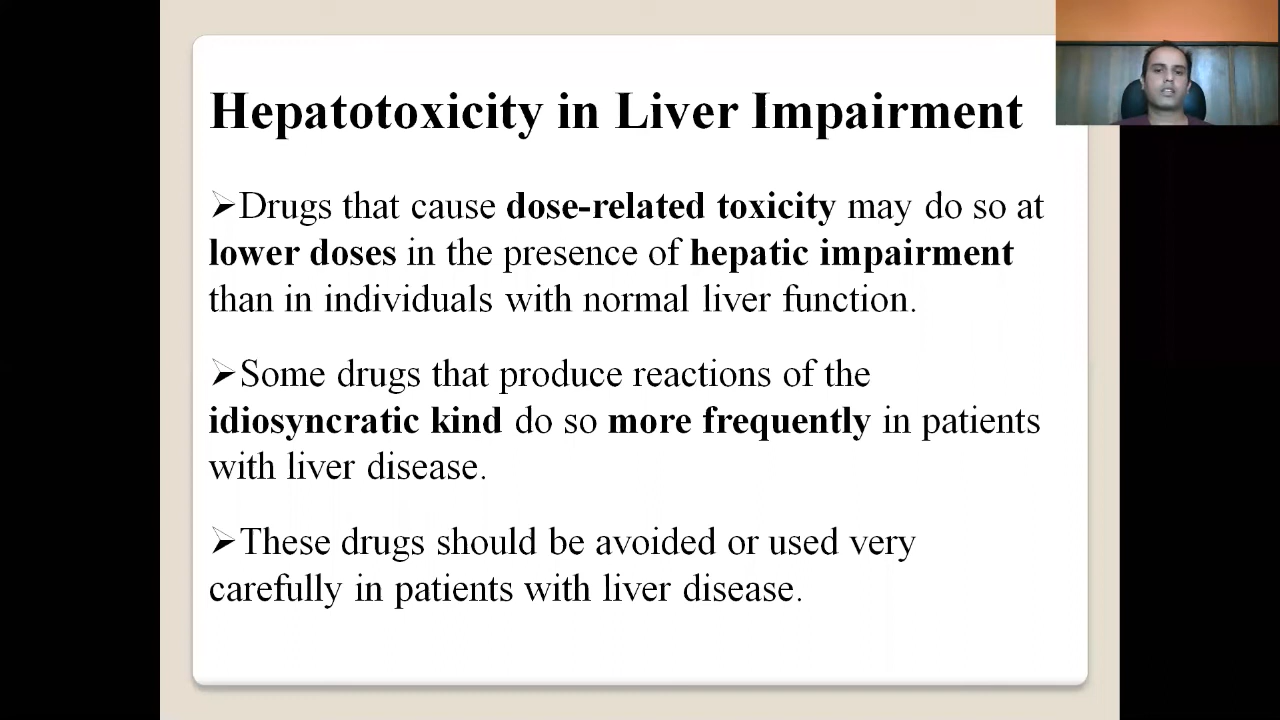 Hepatotoxicity in Liver Impairment
➢Drugs that cause dose-related toxicity may do so at
lower doses in the presence of hepatic impairment
than in individuals with normal liver function.
➢Some drugs that produce reactions of the
idiosyncratic kind do so more frequently in patients
with liver disease.
➢These drugs should be avoided or used very
carefully in patients with liver disease.